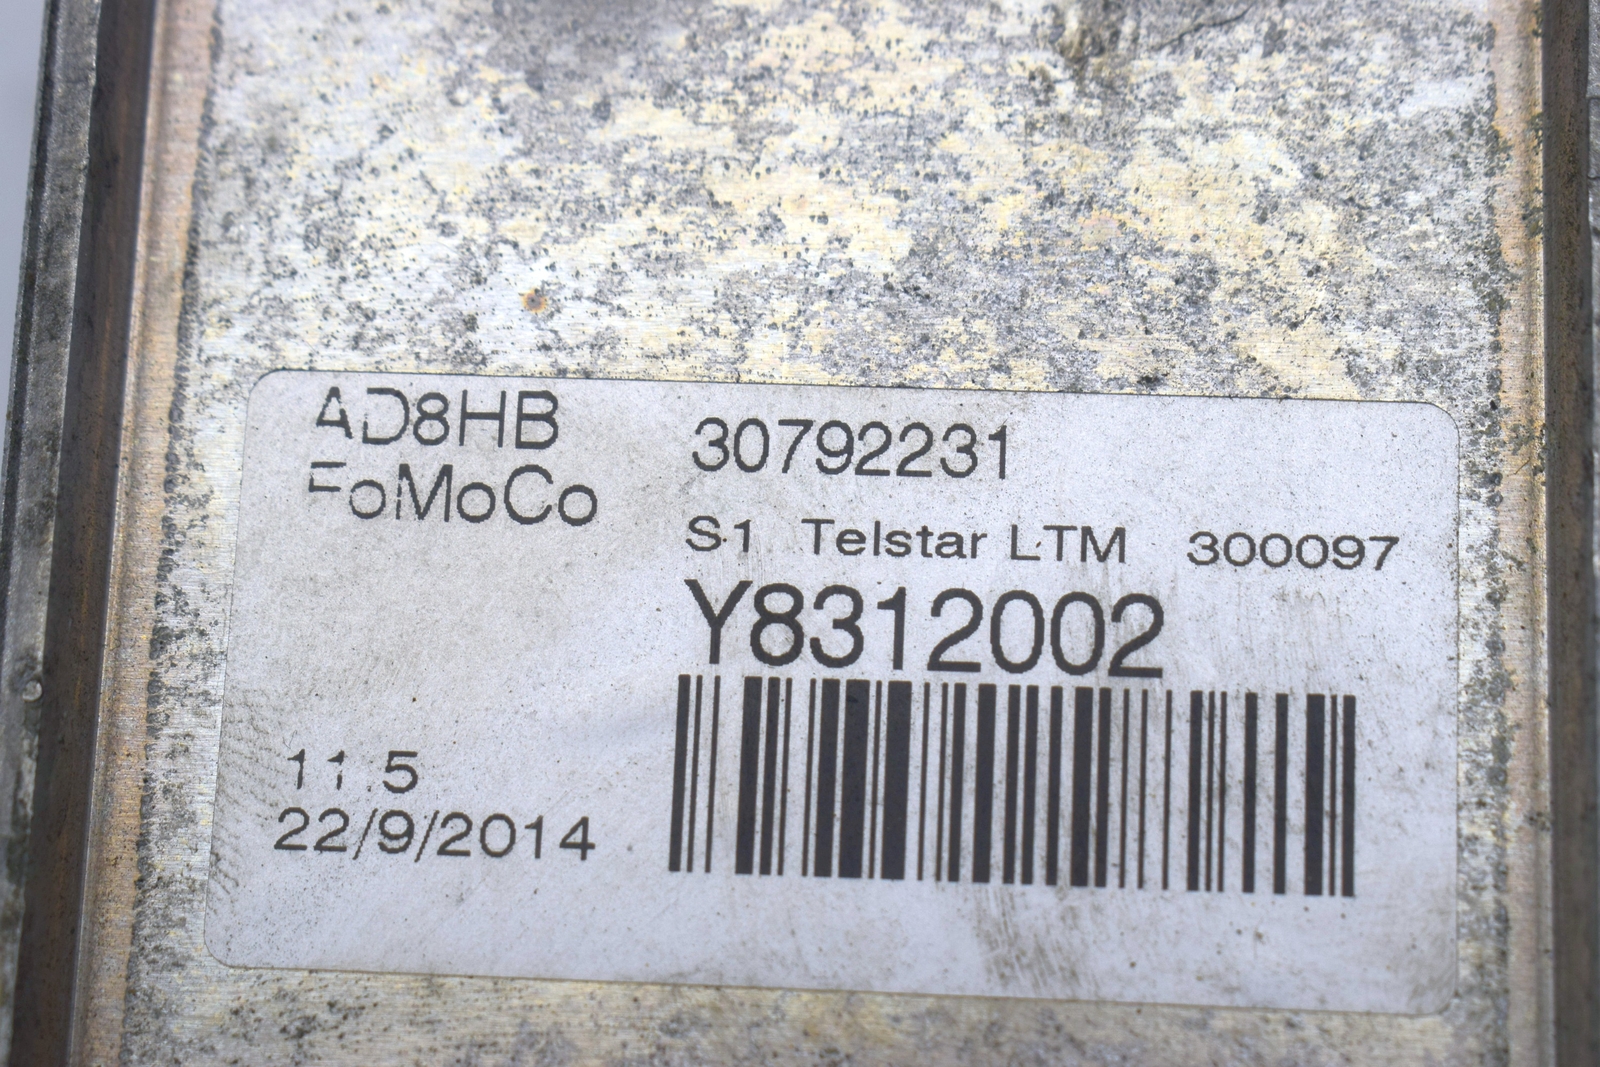 AD8HB
FoMoCo
30792231
S1 Telstar LTM 300097
Y8312002
11.5
22/9/2014